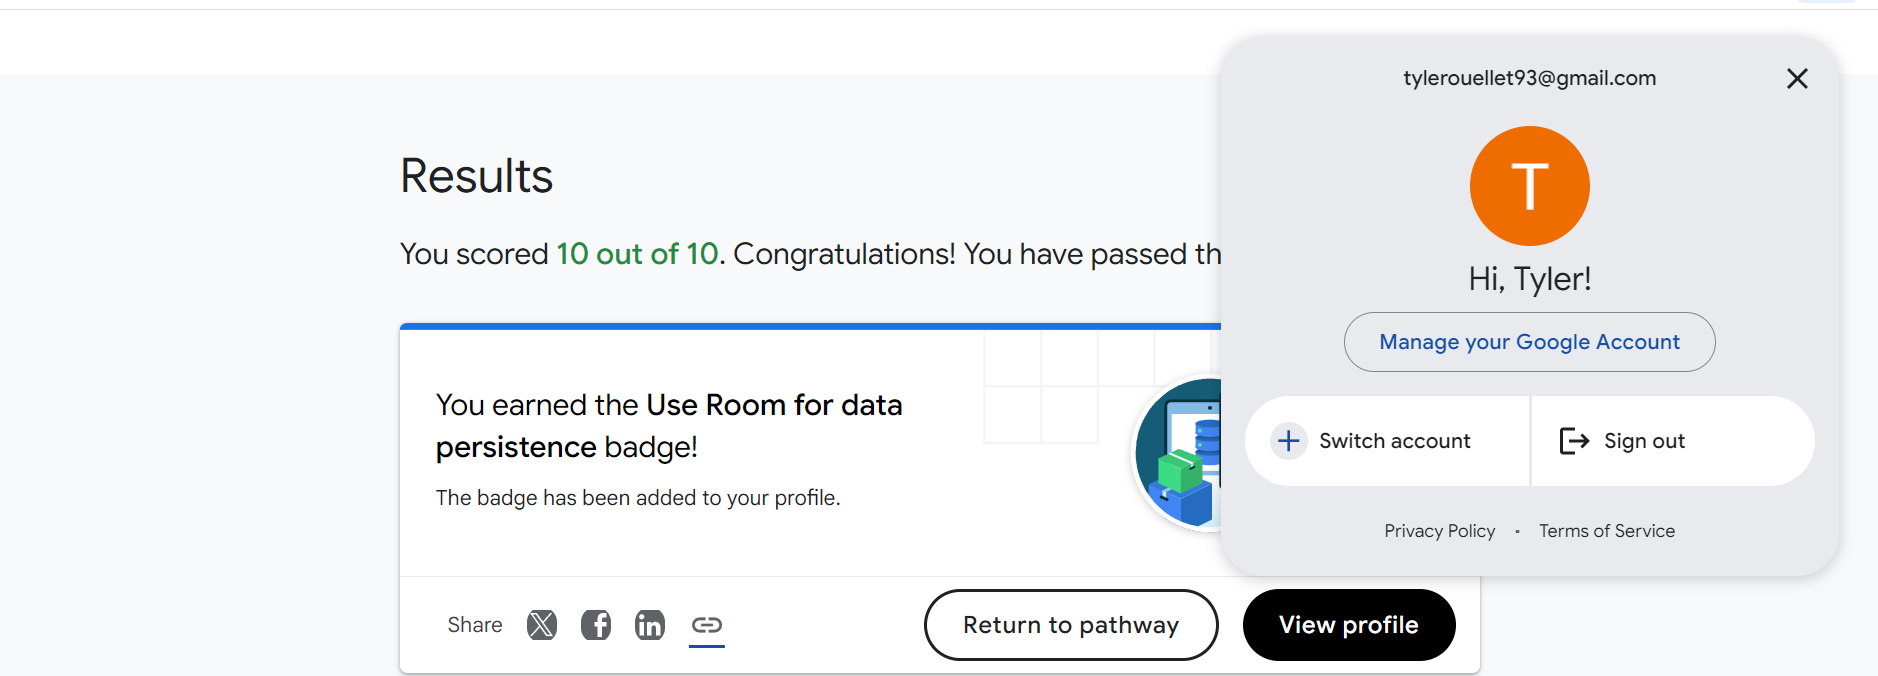 Results
You scored 10 out of 10. Congratulations! You have passed th
You earned the Use Room for data
persistence badge!
The badge has been added to your profile.
Share
Return to pathway
View profile
tylerouellet93@gmail.com
T
Hi, Tyler!
Manage your Google Account
Switch account
Sign out
Privacy Policy • Terms of Service